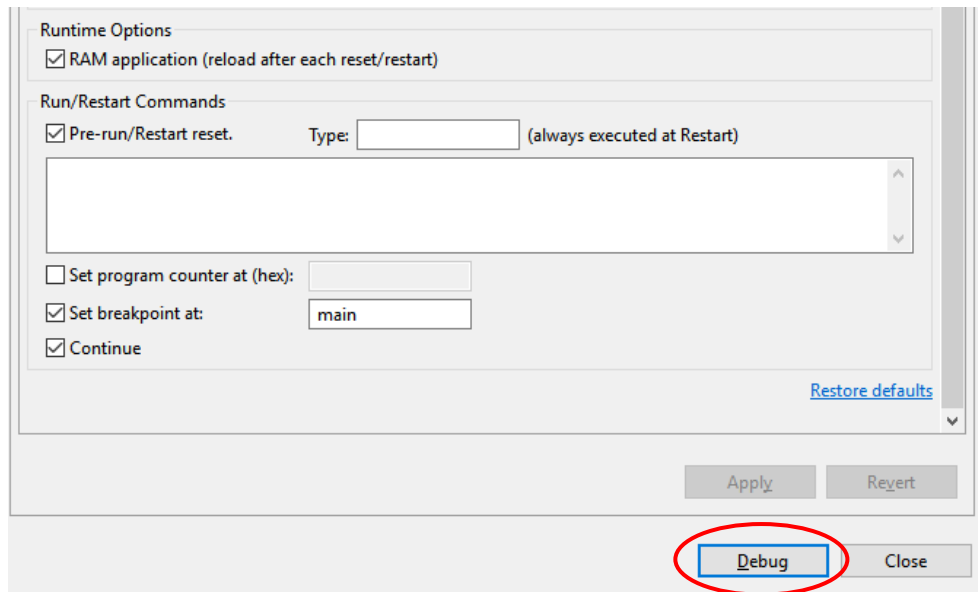 Runtime Options
RAM application (reload after each reset/restart)
Run/Restart Commands
Pre-run/Restart reset. Type: (always executed at Restart)
Set program counter at (hex):
Set breakpoint at: main
Continue
Restore defaults
Apply Revert
Debug Close